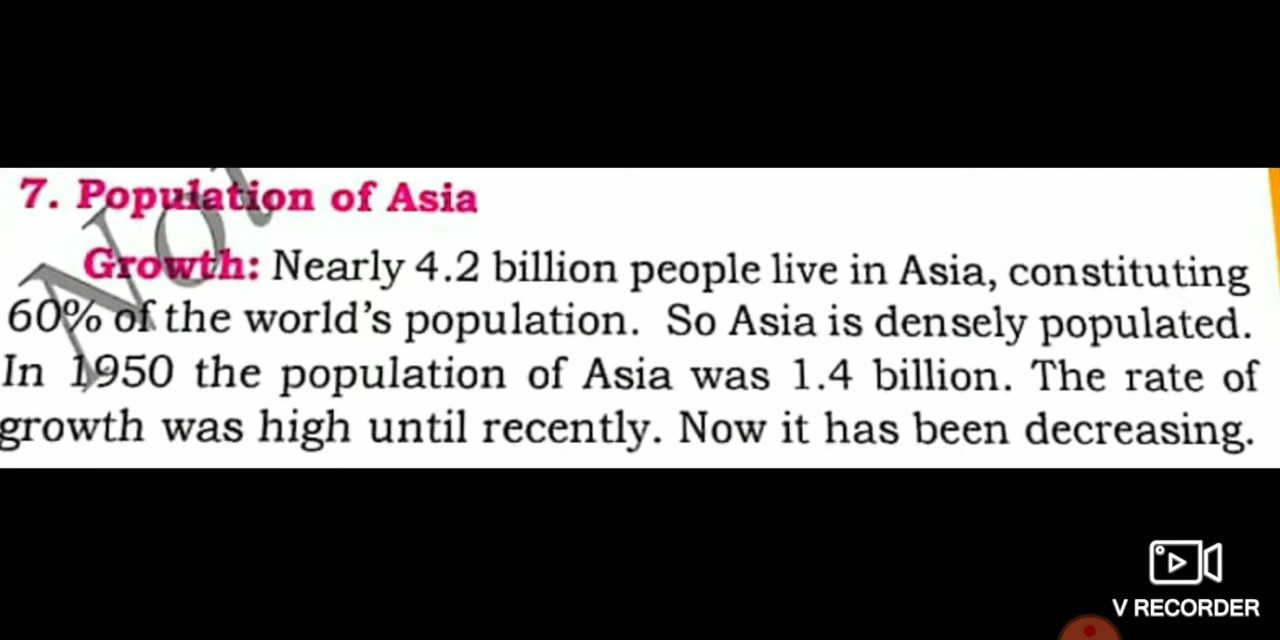 7. Population of Asia
Growth: Nearly 4.2 billion people live in Asia, constituting
60% of the world's population. So Asia is densely populated.
In 1950 the population of Asia was 1.4 billion. The rate of
growth was high until recently. Now it has been decreasing.
Not
V RECORDER